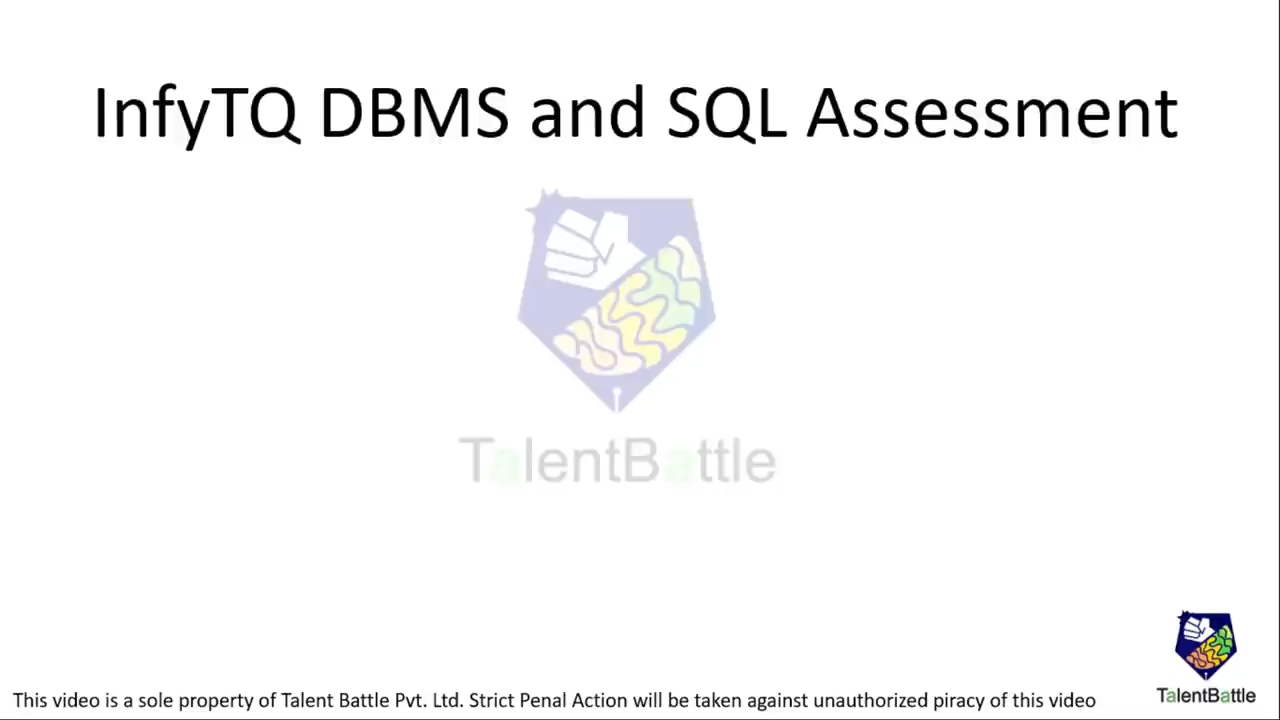 InfyTQ DBMS and SQL Assessment
TalentBattle
TalentBattle
This video is a sole property of Talent Battle Pvt. Ltd. Strict Penal Action will be taken against unauthorized piracy of this video